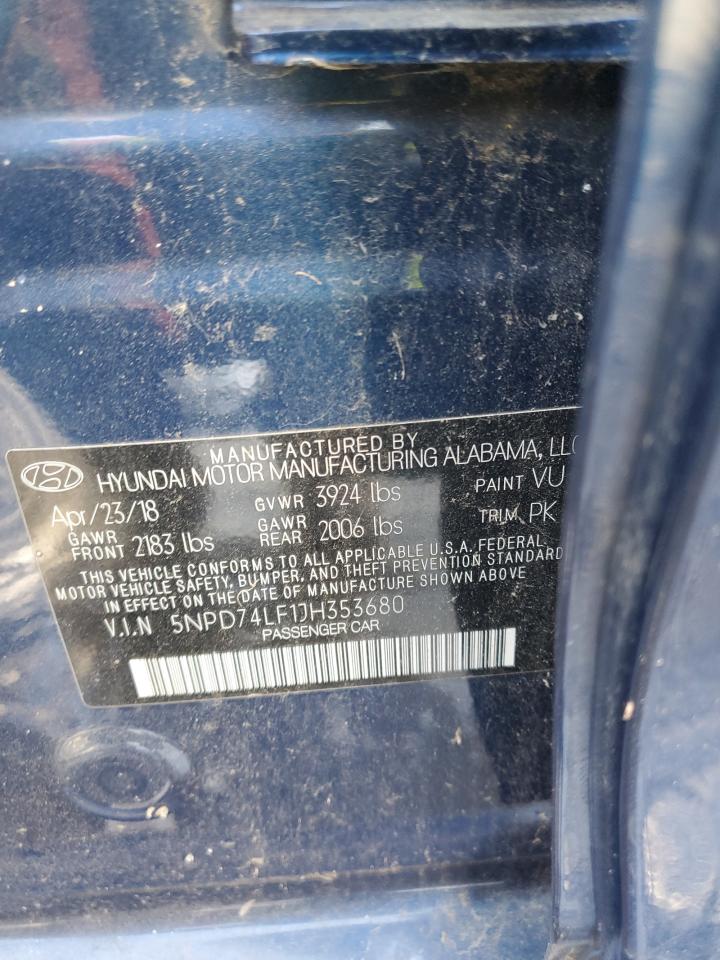 MANUFACTURED BY
HYUNDAI MOTOR MANUFACTURING ALABAMA, LLC
Apr/23/18 GVWR 3924 lbs PAINT VU
GAWR FRONT 2183 lbs GAWR REAR 2006 lbs TRIM PK
THIS VEHICLE CONFORMS TO ALL APPLICABLE U.S.A. FEDERAL
MOTOR VEHICLE SAFETY, BUMPER, AND THEFT PREVENTION STANDARD
IN EFFECT ON THE DATE OF MANUFACTURE SHOWN ABOVE
V.I.N 5NPD74LF1JH353680
PASSENGER CAR